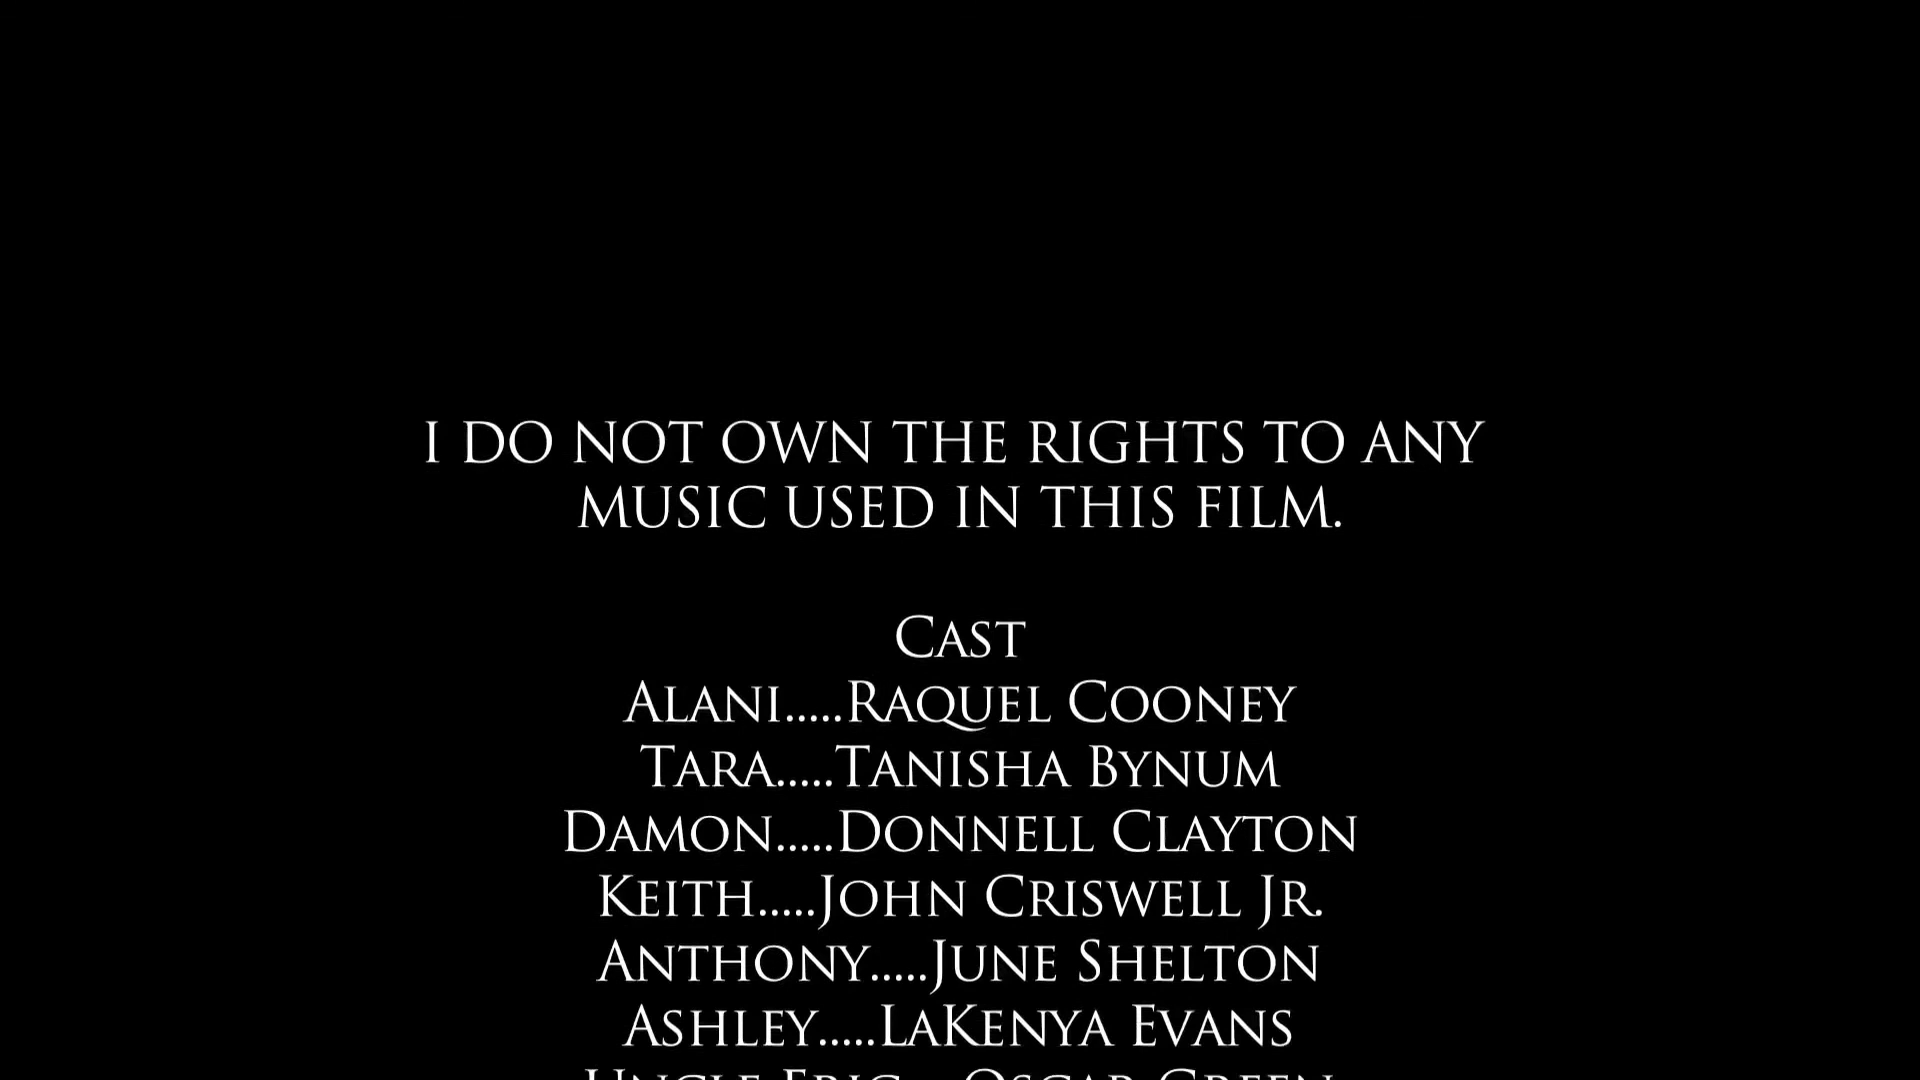 I DO NOT OWN THE RIGHTS TO ANY
MUSIC USED IN THIS FILM.
CAST
ALANI.....RAQUEL COONEY
TARA.....TANISHA BYNUM
DAMON.....DONNELL CLAYTON
KEITH.....JOHN CRISWELL JR.
ANTHONY.....JUNE SHELTON
ASHLEY.....LAKENYA EVANS
UNCLE ERIC.....OSCAR GREEN